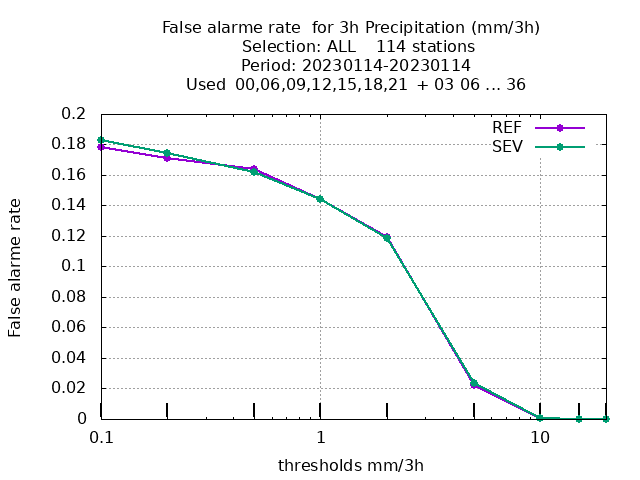 False alarme rate  for 3h Precipitation (mm/3h)
Selection: ALL    114 stations
Period: 20230114-20230114
Used  00,06,09,12,15,18,21  + 03 06 ... 36
REF
SEV
0.2
0.18
0.16
0.14
0.12
0.1
0.08
0.06
0.04
0.02
0
False alarme rate
0.1
1
10
thresholds mm/3h